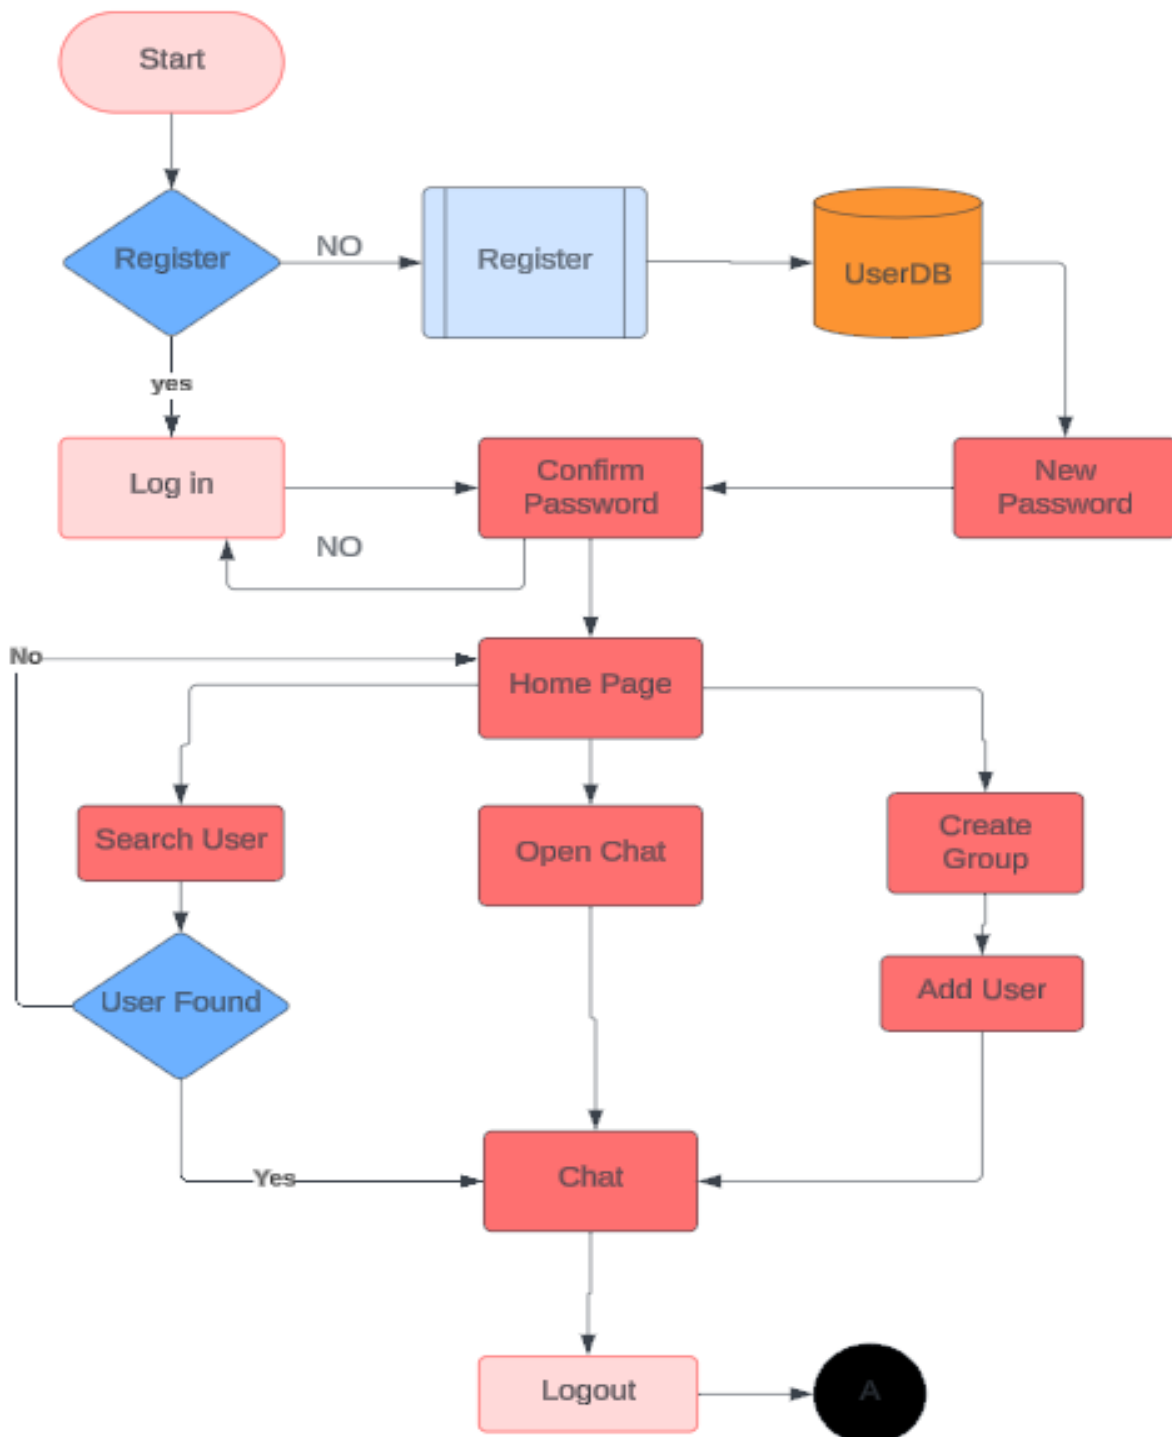 Start
Register
NO
Register
UserDB
yes
Log in
Confirm
Password
New
Password
NO
No
Home Page
Search User
Open Chat
Create
Group
User Found
Add User
Yes
Chat
Logout
A